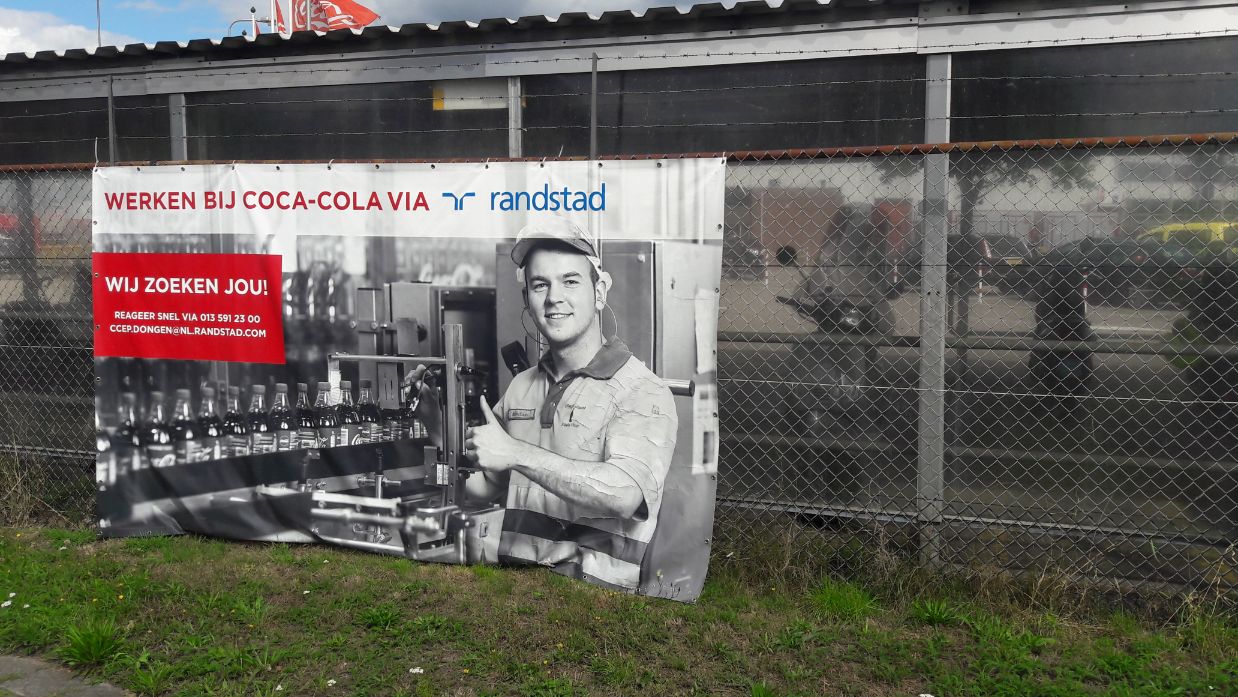 WERKEN BIJ COCA-COLA VIA randstad
WIJ ZOEKEN JOU!
REAGEER SNEL VIA 013 591 23 00
CCEP.DONGEN@NL.RANDSTAD.COM